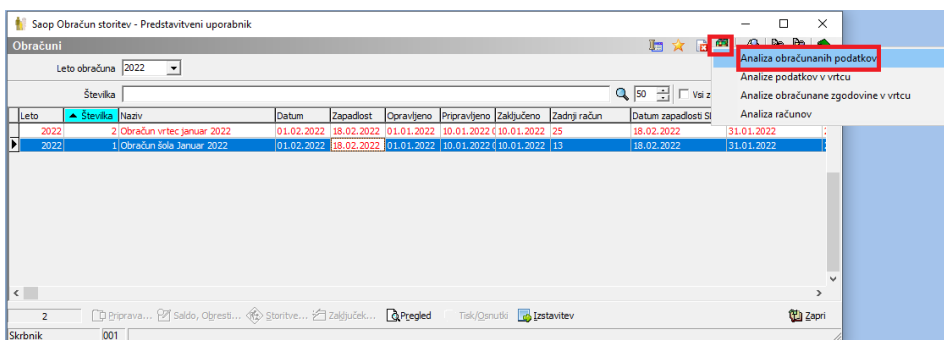 Saop Obračun storitev - Predstavitveni uporabnik
Obračuni
Leto obračuna 2022
Številka 50 Vsi z
Leto Številka Naziv Datum Zapadlost Opravljeno Pripravljeno Zaključeno Zadnji račun Datum zapadlosti
2022 2 Obračun vrtec januar 2022 01.02.2022 18.02.2022 01.01.2022 10.01.2022 ( 10.01.2022 25 18.02.2022 31.01.2022
2022 1 Obračun šola Januar 2022 01.02.2022 18.02.2022 01.01.2022 10.01.2022 ( 10.01.2022 13 18.02.2022 31.01.2022
Analiza obračunanih podatkov
Analize podatkov v vrtcu
Analize obračunane zgodovine v vrtcu
Analiza računov
2 Priprava... Saldo, Obresti... Storitve... Zaključek... Pregled Tisk/Osnutki Izstavitev Zapri
Skrbnik 001